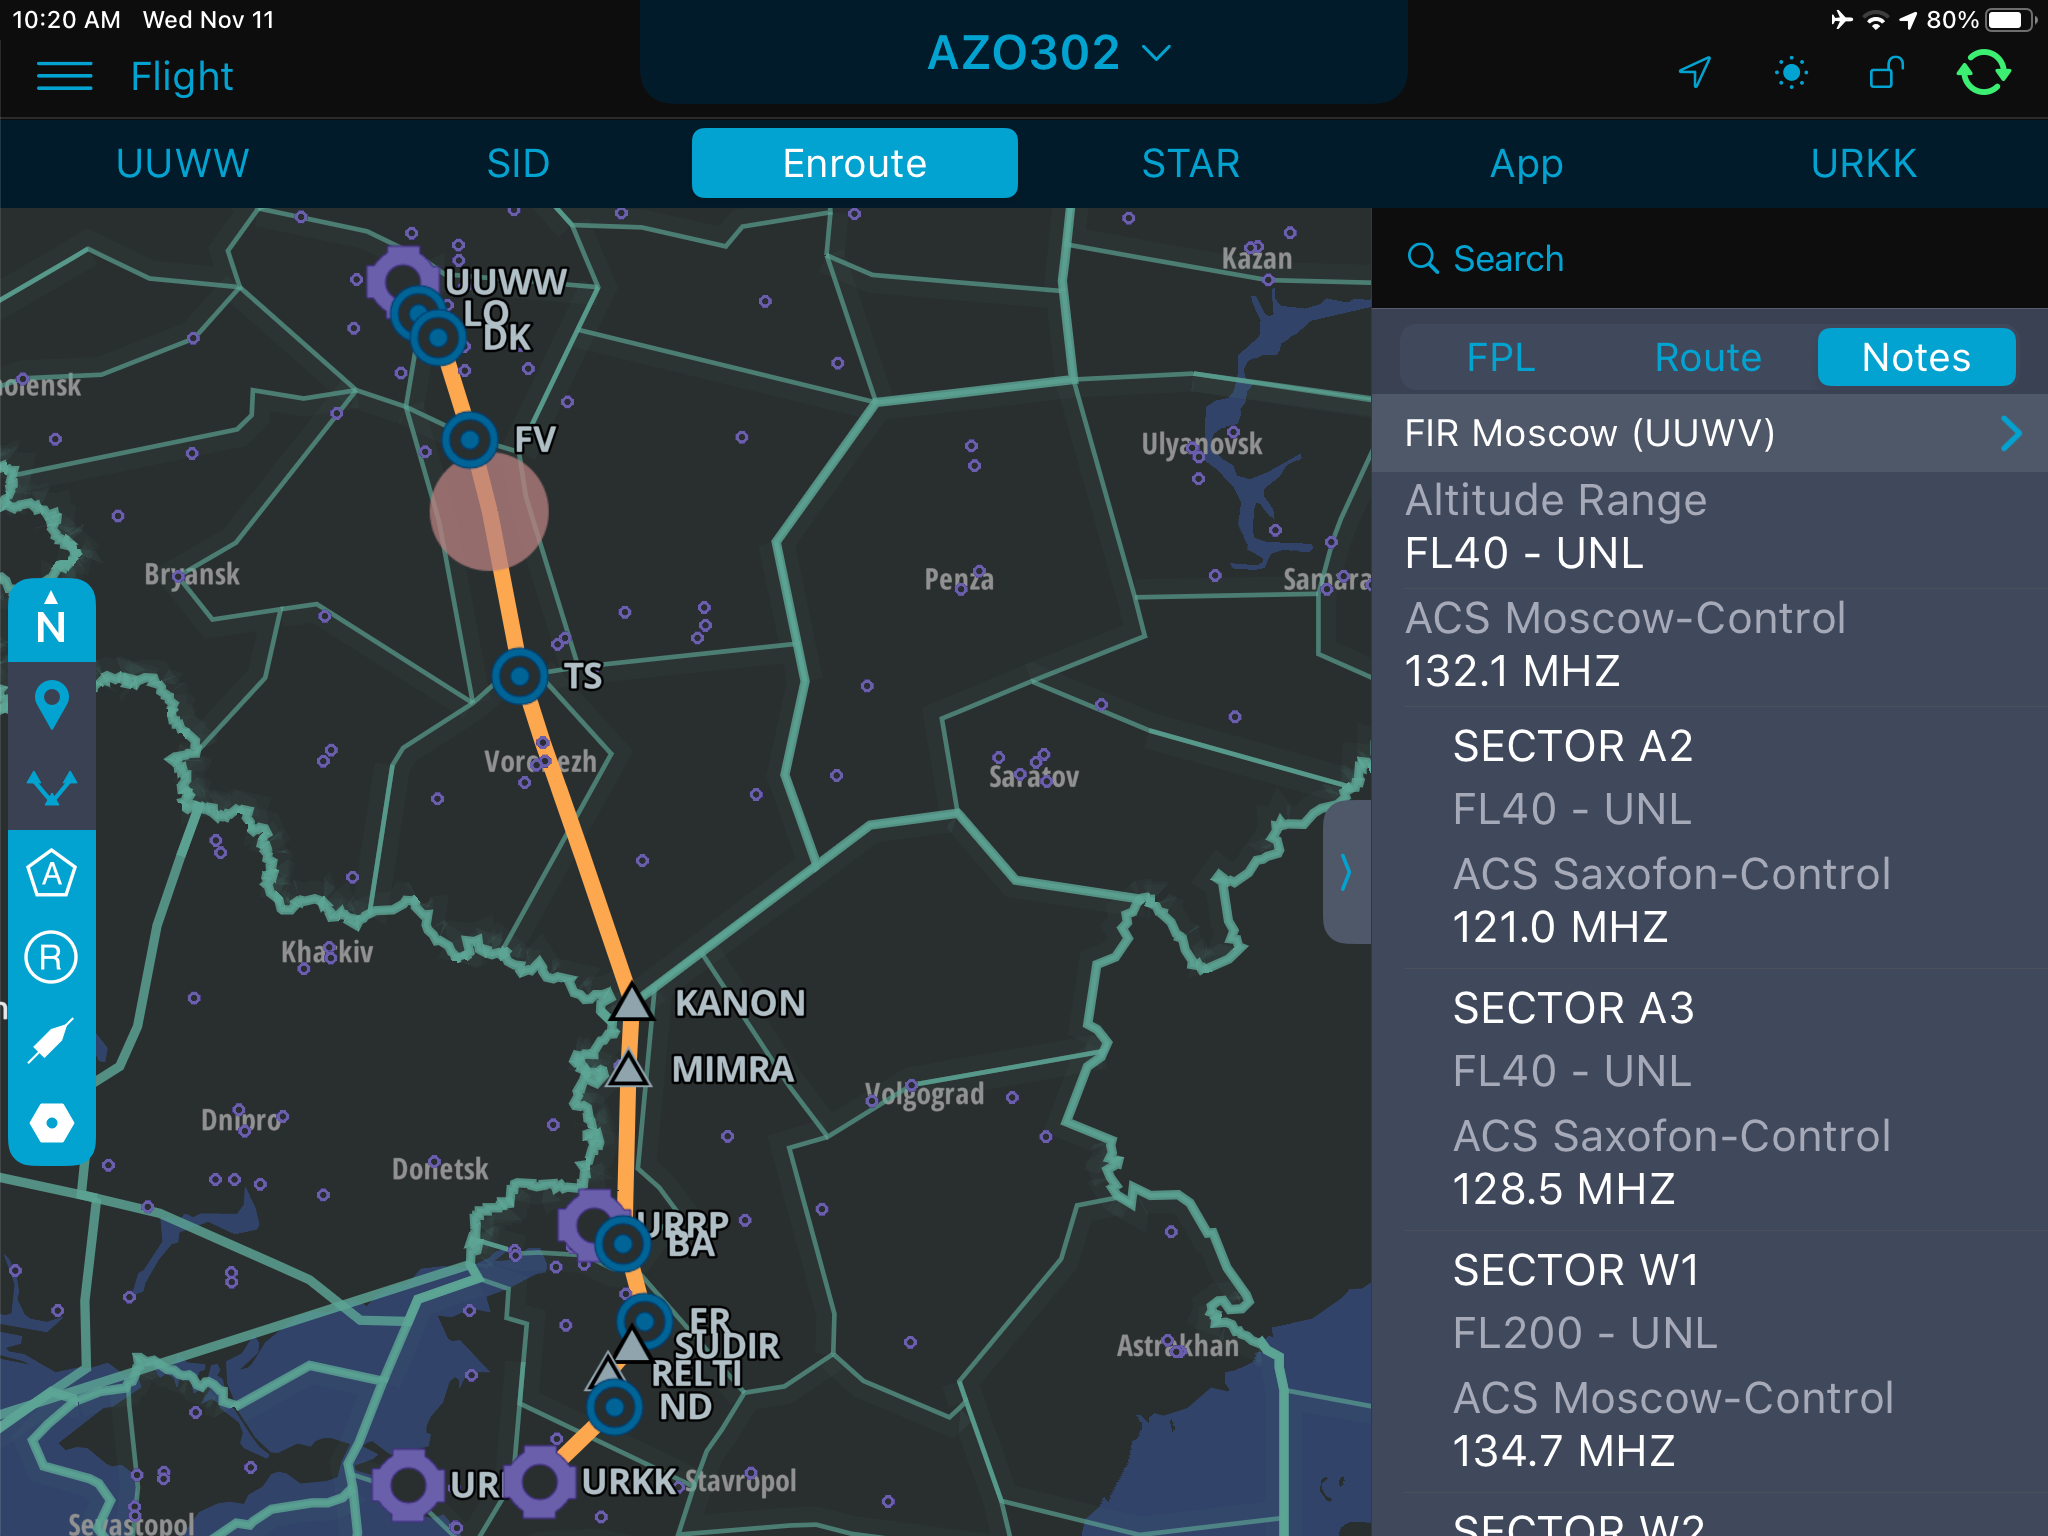 10:20 AM Wed Nov 11
80%
Flight
AZO302
UUWW
SID
Enroute
STAR
App
URKK
Search
FPL
Route
Notes
FIR Moscow (UUWV)
Altitude Range
FL40 - UNL
ACS Moscow-Control
132.1 MHZ
SECTOR A2
FL40 - UNL
ACS Saxofon-Control
121.0 MHZ
SECTOR A3
FL40 - UNL
ACS Saxofon-Control
128.5 MHZ
SECTOR W1
FL200 - UNL
ACS Moscow-Control
134.7 MHZ
SECTOR W2
Kazan
UUWW
LO
DK
olensk
FV
Ulyanovsk
Bryansk
Penza
Samara
N
TS
Voronezh
Saratov
A
R
Kharkiv
KANON
MIMRA
Volgograd
Dnipro
Donetsk
URRP
BA
ER
SUDIR
RELTI
ND
Astrakhan
URKK
Stavropol
Sevastopol